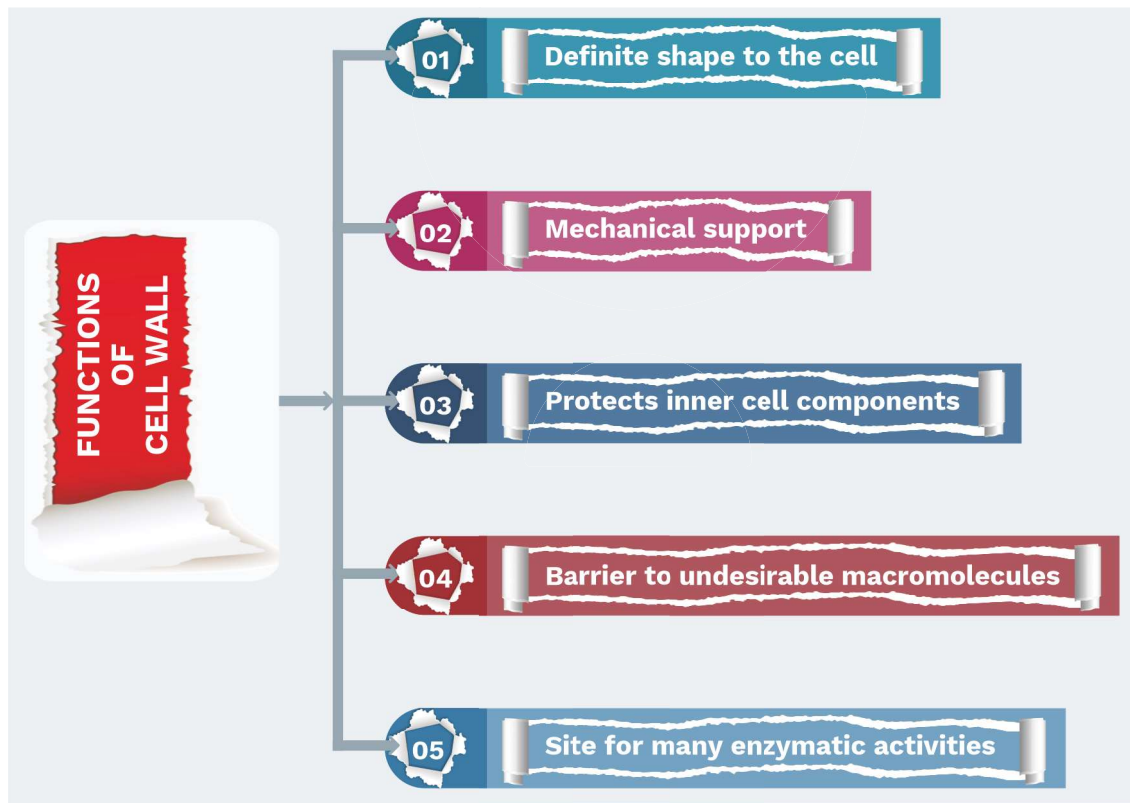 FUNCTIONS
OF
CELL WALL
01
Definite shape to the cell
02
Mechanical support
03
Protects inner cell components
04
Barrier to undesirable macromolecules
05
Site for many enzymatic activities